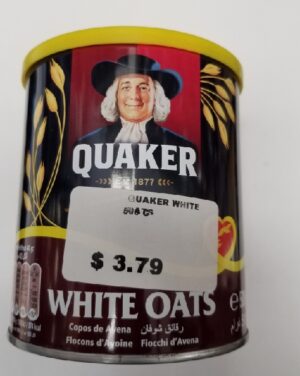 QUAKER
1877
QUAKER WHITE
$ 3.79
WHITE OATS
Copos de Avena رقائق شوفان
Flocons d'Avoine Fiocchi d'Avena